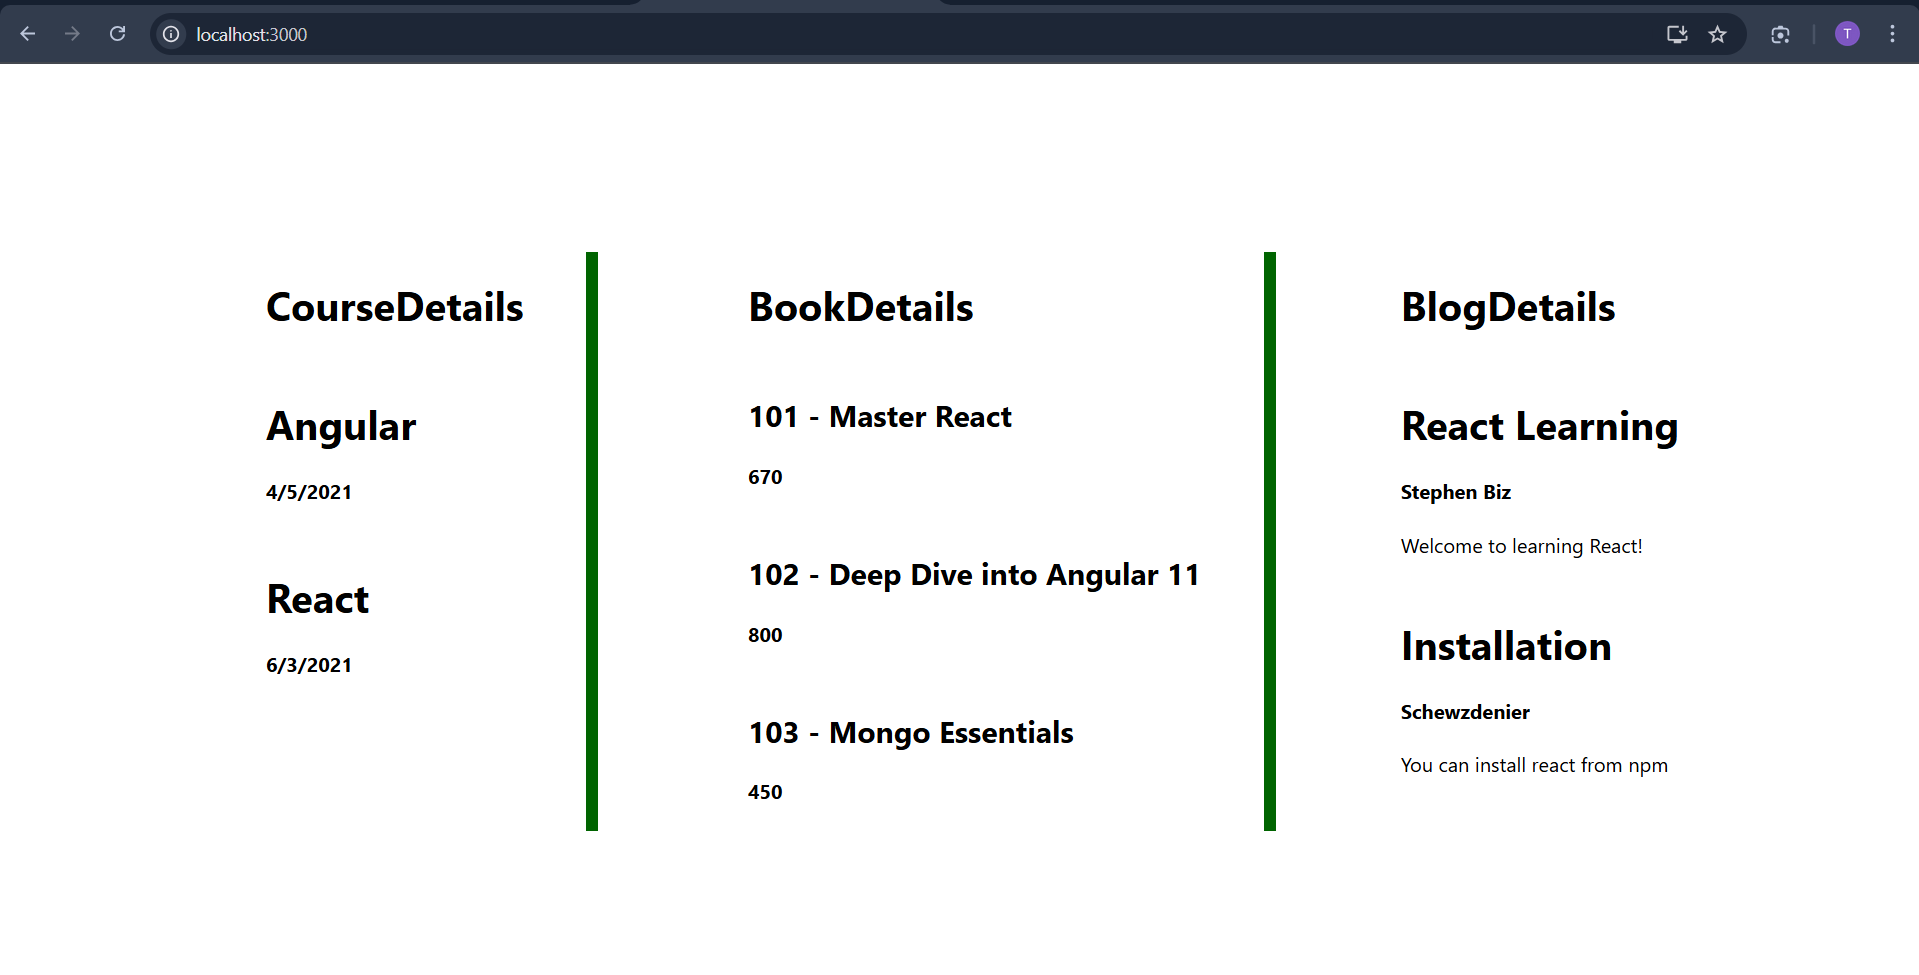 localhost:3000
T
CourseDetails
Angular
4/5/2021
React
6/3/2021
BookDetails
101 - Master React
670
102 - Deep Dive into Angular 11
800
103 - Mongo Essentials
450
BlogDetails
React Learning
Stephen Biz
Welcome to learning React!
Installation
Schewzdenier
You can install react from npm